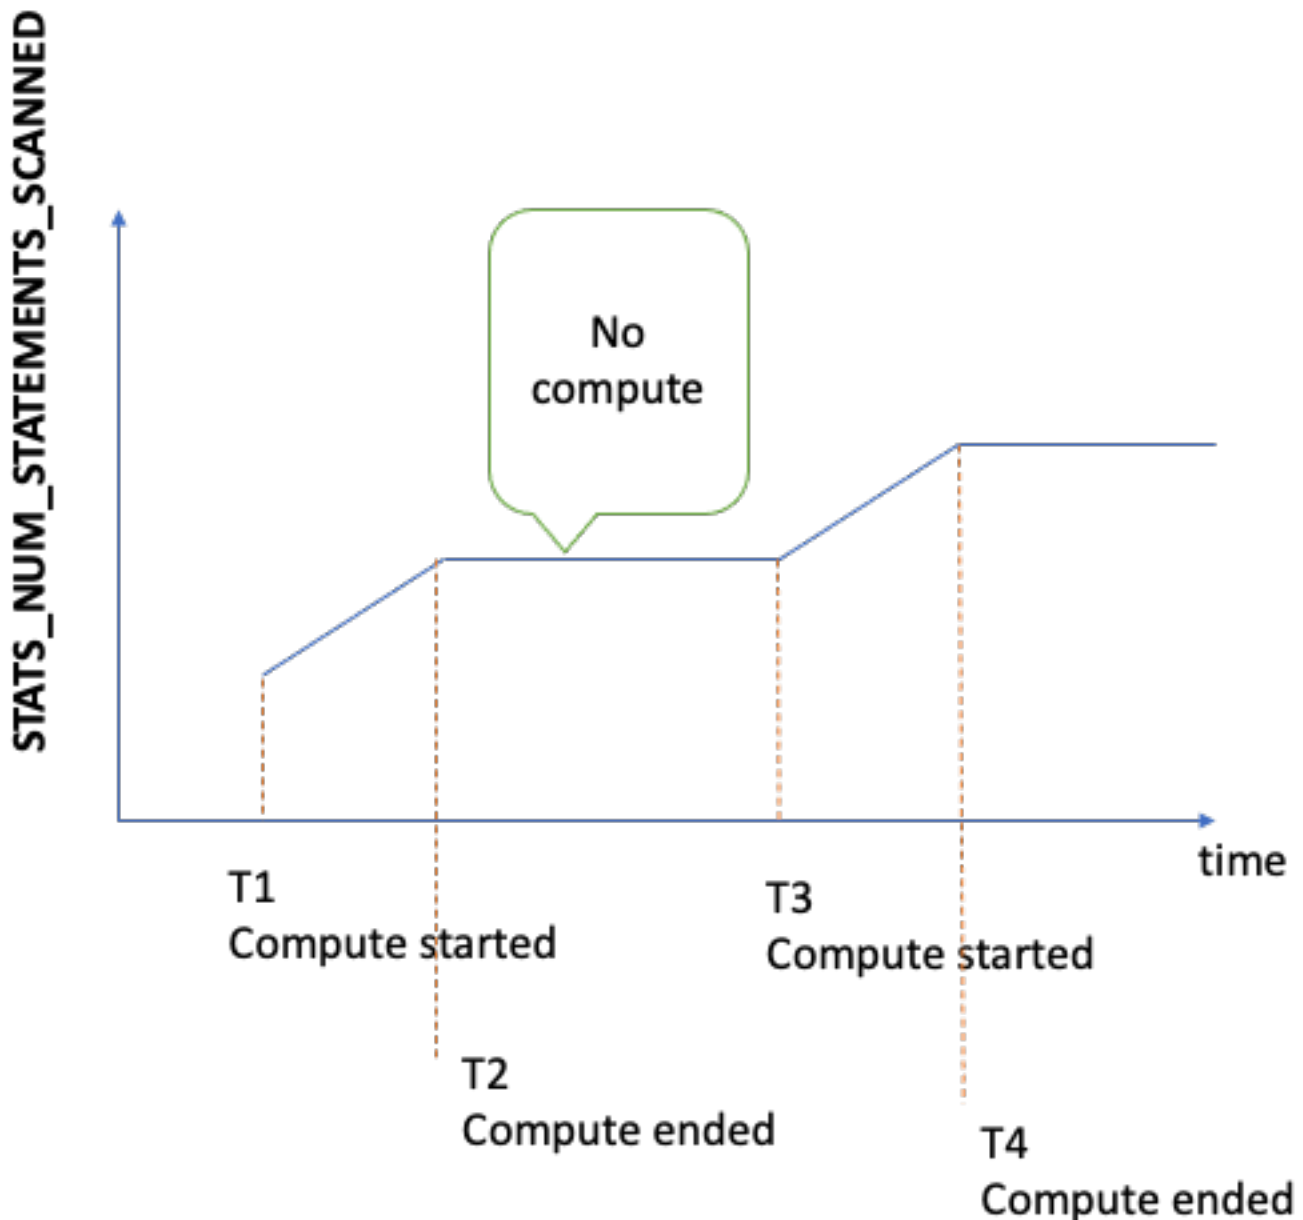 STATS_NUM_STATEMENTS_SCANNED
No
compute
time
T1
Compute started
T3
Compute started
T2
Compute ended
T4
Compute ended